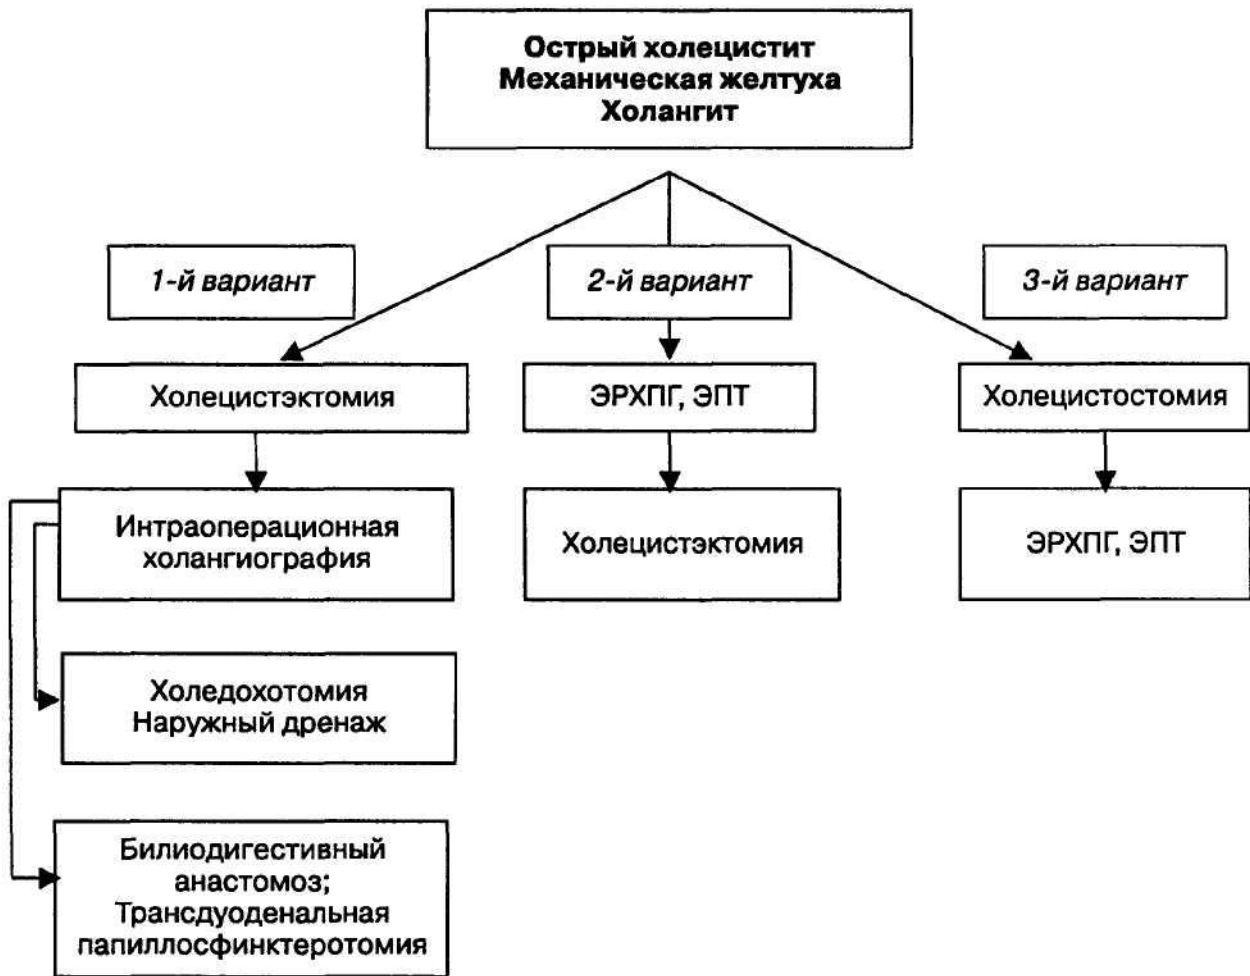 Острый холецистит
Механическая желтуха
Холангит
1-й вариант
2-й вариант
3-й вариант
Холецистэктомия
ЭРХПГ, ЭПТ
Холецистостомия
Интраоперационная
холангиография
Холецистэктомия
ЭРХПГ, ЭПТ
Холедохотомия
Наружный дренаж
Билиодигестивный
анастомоз;
Трансдуоденальная
папиллосфинктеротомия